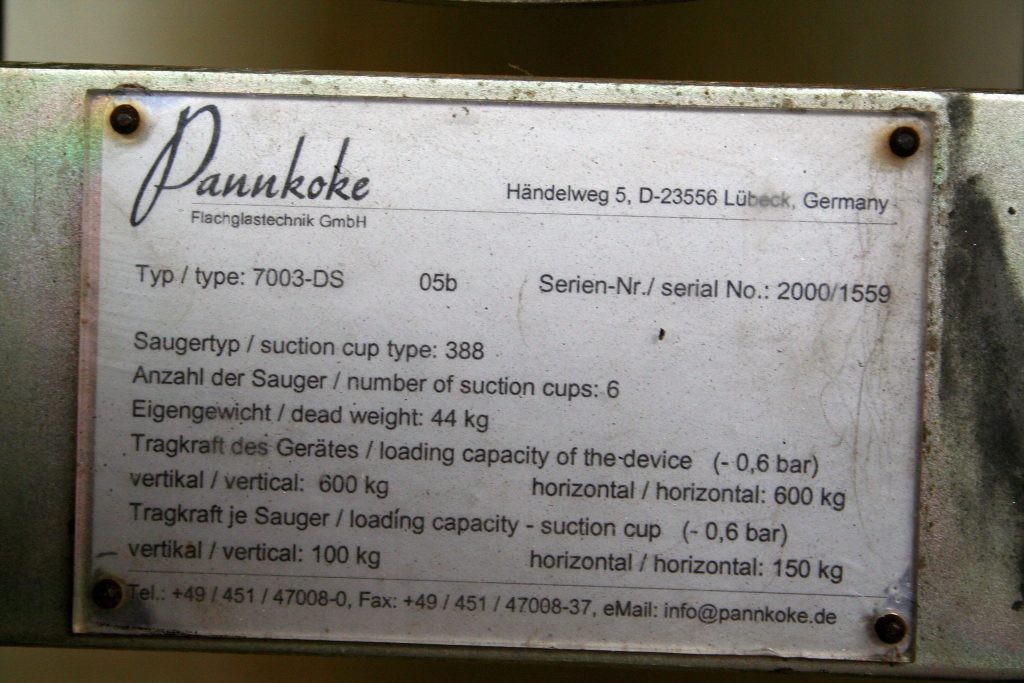 Pannkoke
Flachglastechnik GmbH
Händelweg 5, D-23556 Lübeck, Germany
Typ / type: 7003-DS 05b Serien-Nr./ serial No.: 2000/1559
Saugertyp / suction cup type: 388
Anzahl der Sauger / number of suction cups: 6
Eigengewicht / dead weight: 44 kg
Tragkraft des Gerätes / loading capacity of the device (- 0,6 bar)
vertikal / vertical: 600 kg horizontal / horizontal: 600 kg
Tragkraft je Sauger / loading capacity - suction cup (- 0,6 bar)
vertikal / vertical: 100 kg horizontal / horizontal: 150 kg
Tel.: +49 / 451 / 47008-0, Fax: +49 / 451 / 47008-37, eMail: info@pannkoke.de